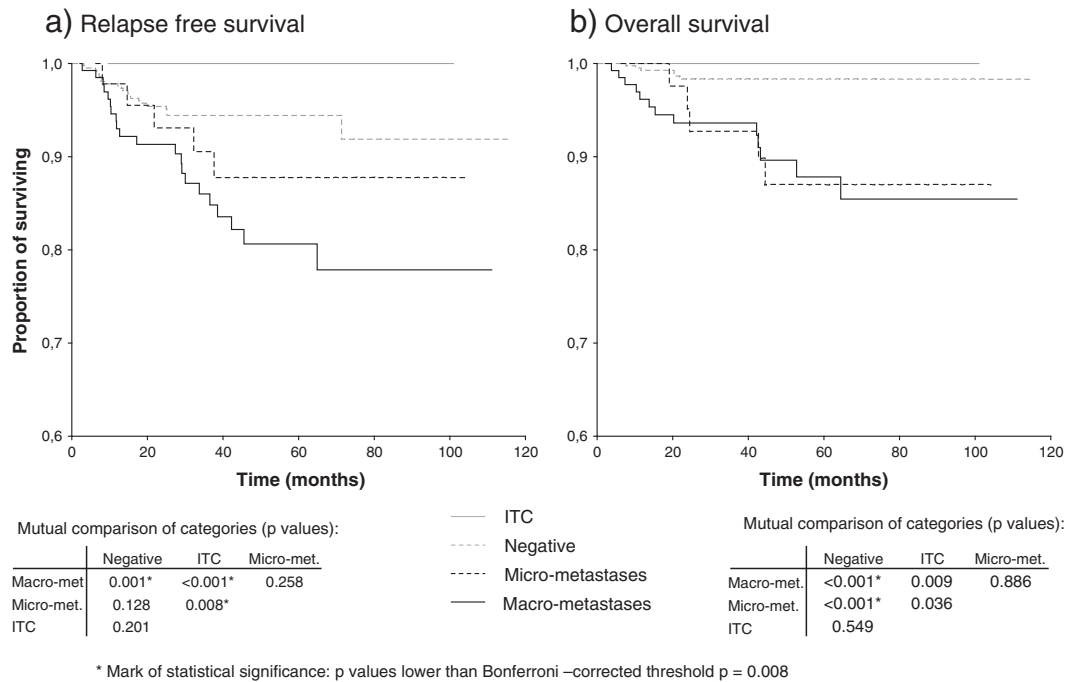 a) Relapse free survival
b) Overall survival
Proportion of surviving
1,0
0,9
0,8
0,7
0,6
0 20 40 60 80 100 120
Time (months)
1,0
0,9
0,8
0,7
0,6
0 20 40 60 80 100 120
Time (months)
Mutual comparison of categories (p values):
Negative ITC Micro-met.
Macro-met 0.001* <0.001* 0.258
Micro-met. 0.128 0.008*
ITC 0.201
ITC
Negative
Micro-metastases
Macro-metastases
Mutual comparison of categories (p values):
Negative ITC Micro-met.
Macro-met. <0.001* 0.009 0.886
Micro-met. <0.001* 0.036
ITC 0.549
* Mark of statistical significance: p values lower than Bonferroni –corrected threshold p = 0.008